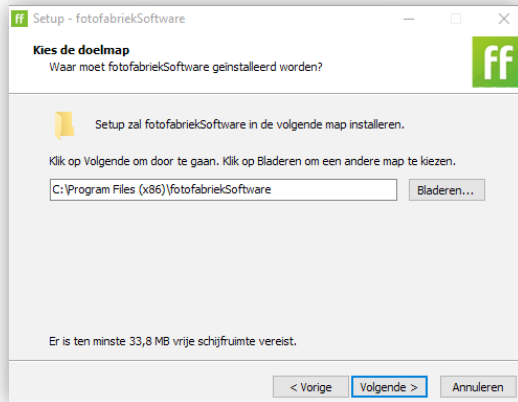 ff Setup - fotofabriekSoftware
Kies de doelmap
Waar moet fotofabriekSoftware geïnstalleerd worden?
ff
Setup zal fotofabriekSoftware in de volgende map installeren.
Klik op Volgende om door te gaan. Klik op Bladeren om een andere map te kiezen.
C:\Program Files (x86)\fotofabriekSoftware
Bladeren...
Er is ten minste 33,8 MB vrije schijfruimte vereist.
< Vorige
Volgende >
Annuleren